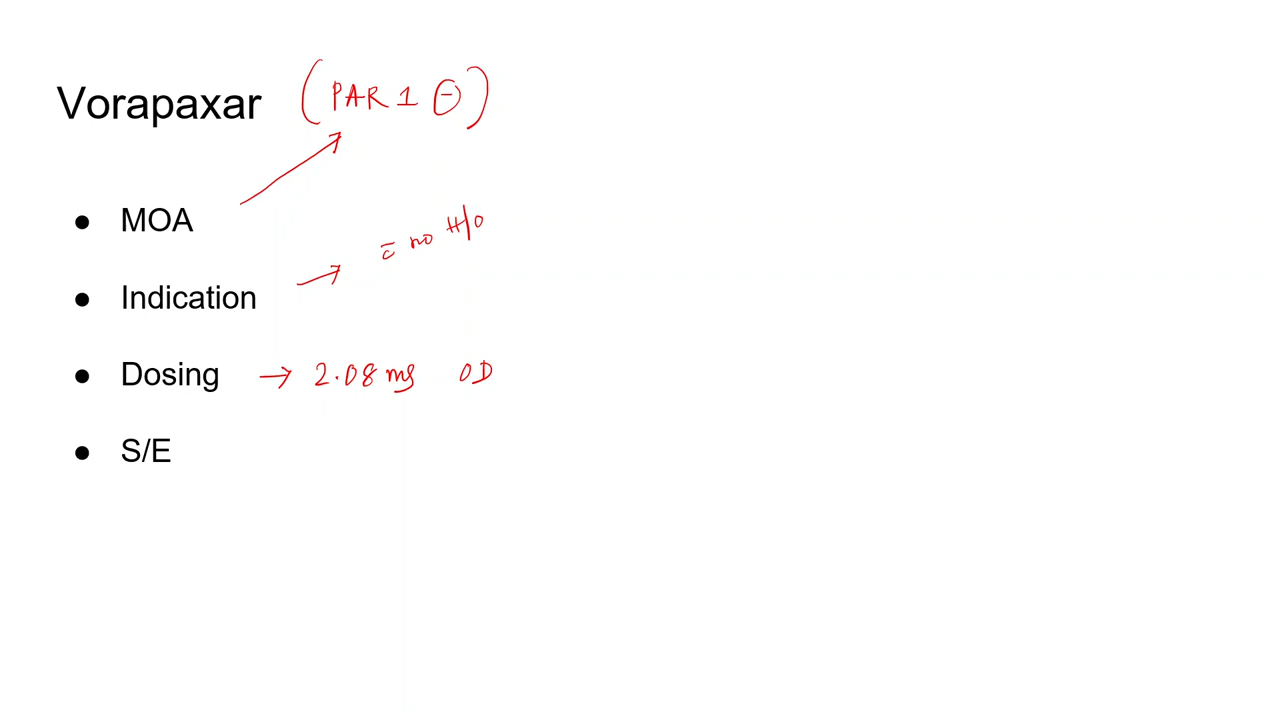 Vorapaxar (PAR 1 ⊖)
● MOA
c̄ no H/O
● Indication →
● Dosing → 2.08 mg OD
● S/E